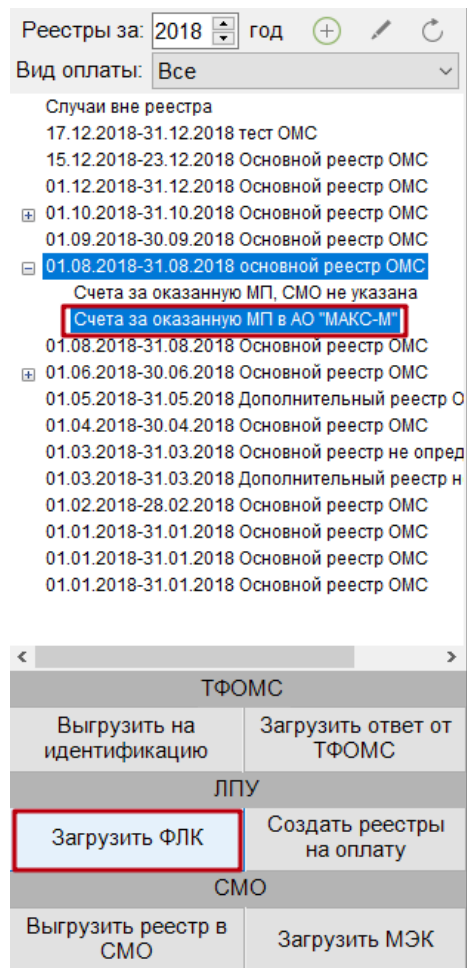 Реестры за: 2018 год
Вид оплаты: Все
Случаи вне реестра
17.12.2018-31.12.2018 тест ОМС
15.12.2018-23.12.2018 Основной реестр ОМС
01.12.2018-31.12.2018 Основной реестр ОМС
01.10.2018-31.10.2018 Основной реестр ОМС
01.09.2018-30.09.2018 Основной реестр ОМС
01.08.2018-31.08.2018 основной реестр ОМС
Счета за оказанную МП, СМО не указана
Счета за оказанную МП в АО "МАКС-М"
01.08.2018-31.08.2018 Основной реестр ОМС
01.06.2018-30.06.2018 Основной реестр ОМС
01.05.2018-31.05.2018 Дополнительный реестр О
01.04.2018-30.04.2018 Основной реестр ОМС
01.03.2018-31.03.2018 Основной реестр не опред
01.03.2018-31.03.2018 Дополнительный реестр н
01.02.2018-28.02.2018 Основной реестр ОМС
01.01.2018-31.01.2018 Основной реестр ОМС
01.01.2018-31.01.2018 Основной реестр ОМС
01.01.2018-31.01.2018 Основной реестр ОМС
ТФОМС
Выгрузить на
идентификацию
Загрузить ответ от
ТФОМС
ЛПУ
Загрузить ФЛК
Создать реестры
на оплату
СМО
Выгрузить реестр в
СМО
Загрузить МЭК